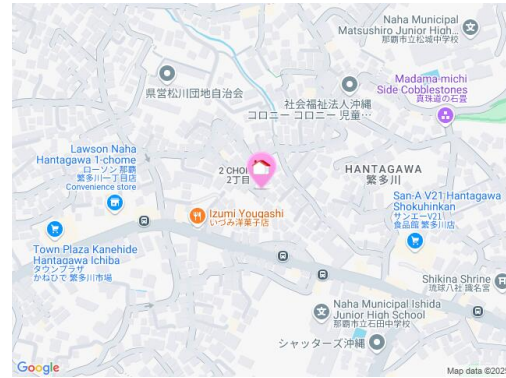 Naha Municipal
Matsushiro Junior High...
那覇市立松城中学校
Madama-michi
Side Cobblestones
真珠道の石畳
県営松川団地自治会
社会福祉法人沖縄
コロニー コロニー 児童…
Lawson Naha
Hantagawa 1-chome
ローソン 那覇
繁多川一丁目店
Convenience store
2丁目
HANTAGAWA
繁多川
Izumi Yougashi
いづみ洋菓子店
San-A V21 Hantagawa
Shokuhinkan
サンエーV21
食品館 繁多川店
Town Plaza Kanehide
Hantagawa Ichiba
タウンプラザ
かねひで 繁多川市場
Shikina Shrine
琉球八社 識名宮
Naha Municipal Ishida
Junior High School
那覇市立石田中学校
シャッターズ沖縄
Google
Map data ©202